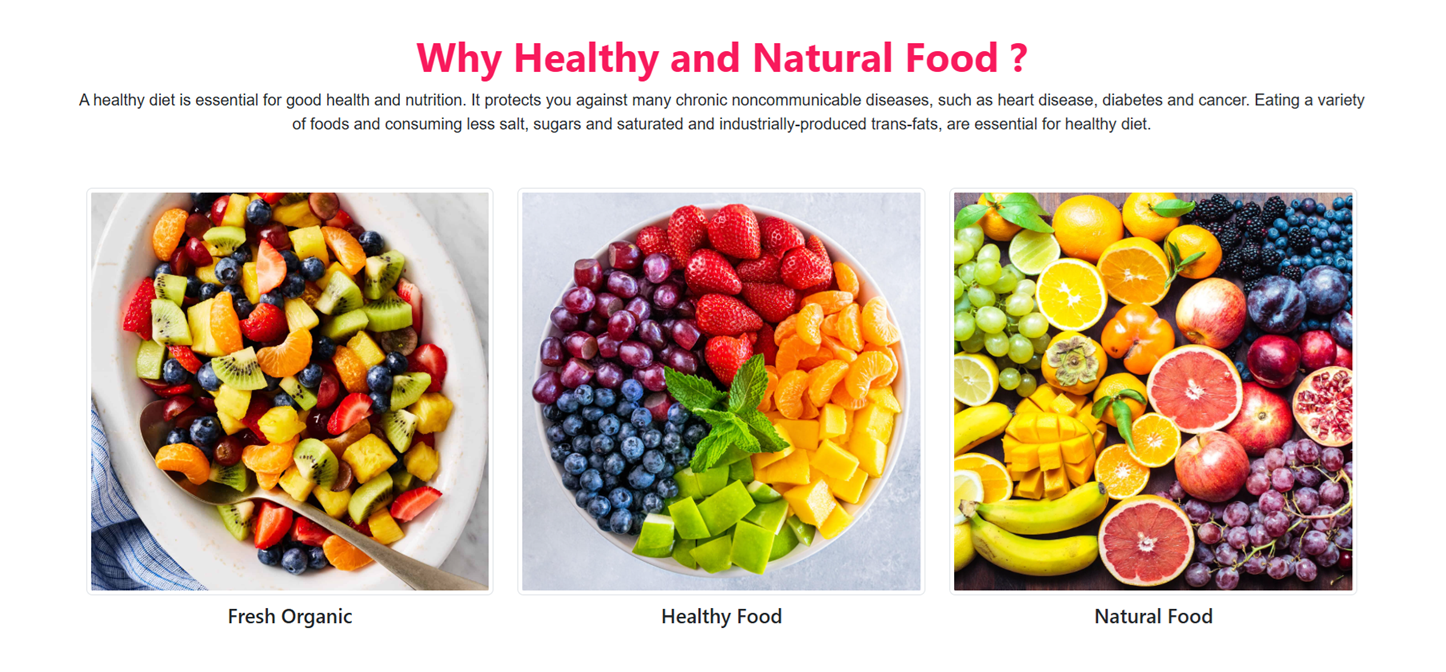 Why Healthy and Natural Food ?
A healthy diet is essential for good health and nutrition. It protects you against many chronic noncommunicable diseases, such as heart disease, diabetes and cancer. Eating a variety
of foods and consuming less salt, sugars and saturated and industrially-produced trans-fats, are essential for healthy diet.
Fresh Organic
Healthy Food
Natural Food